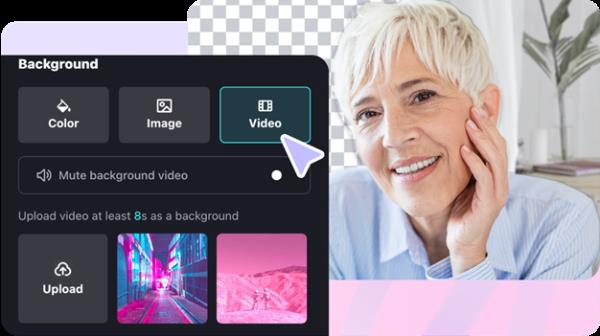 Background
Color
Image
Video
Mute background video
Upload video at least 8s as a background
Upload